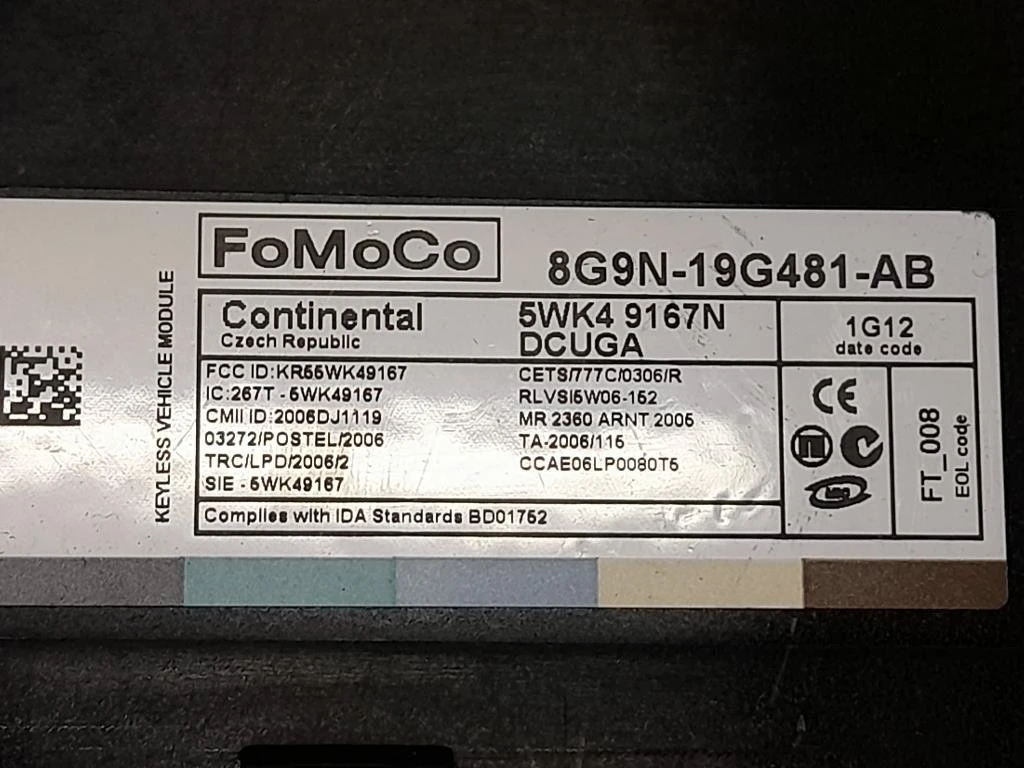 FoMoCo
8G9N-19G481-AB
KEYLESS VEHICLE MODULE
Continental
Czech Republic
5WK4 9167N
DCUGA
1G12
date code
FCC ID:KR55WK49167
IC:267T - 5WK49167
CMII ID:2006DJ1119
03272/POSTEL/2006
TRC/LPD/2006/2
SIE - 5WK49167
CETS/777C/0306/R
RLVSI5W06-152
MR 2360 ARNT 2005
TA-2006/115
CCAE06LP0080T5
CE
FT_008
EOL code
Complies with IDA Standards BD01752